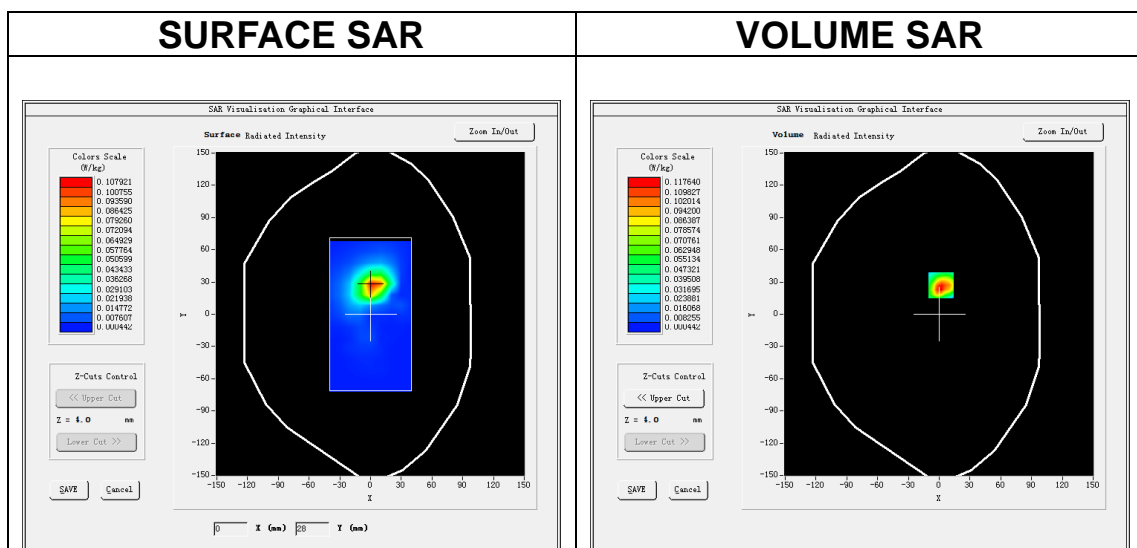 SURFACE SAR
VOLUME SAR
SAR Visualisation Graphical Interface
Surface Radiated Intensity
Zoom In/Out
Colors Scale
(W/kg)
0.107921
0.100755
0.093590
0.086425
0.079260
0.072094
0.064929
0.057764
0.050599
0.043433
0.036268
0.029103
0.021938
0.014772
0.007607
0.000442
Z-Cuts Control
<< Upper Cut
Z = 4.0 mm
Lower Cut >>
SAVE Cancel
150
120
90
60
30
0
-30
-60
-90
-120
-150
Y
-150 -120 -90 -60 -30 0 30 60 90 120 150
X
0 X (mm) 28 Y (mm)
SAR Visualisation Graphical Interface
Volume Radiated Intensity
Zoom In/Out
Colors Scale
(W/kg)
0.117640
0.109827
0.102014
0.094200
0.086387
0.078574
0.070761
0.062948
0.055134
0.047321
0.039508
0.031695
0.023881
0.016068
0.008255
0.000442
Z-Cuts Control
<< Upper Cut
Z = 4.0 mm
Lower Cut >>
SAVE Cancel
150
120
90
60
30
0
-30
-60
-90
-120
-150
Y
-150 -120 -90 -60 -30 0 30 60 90 120 150
X